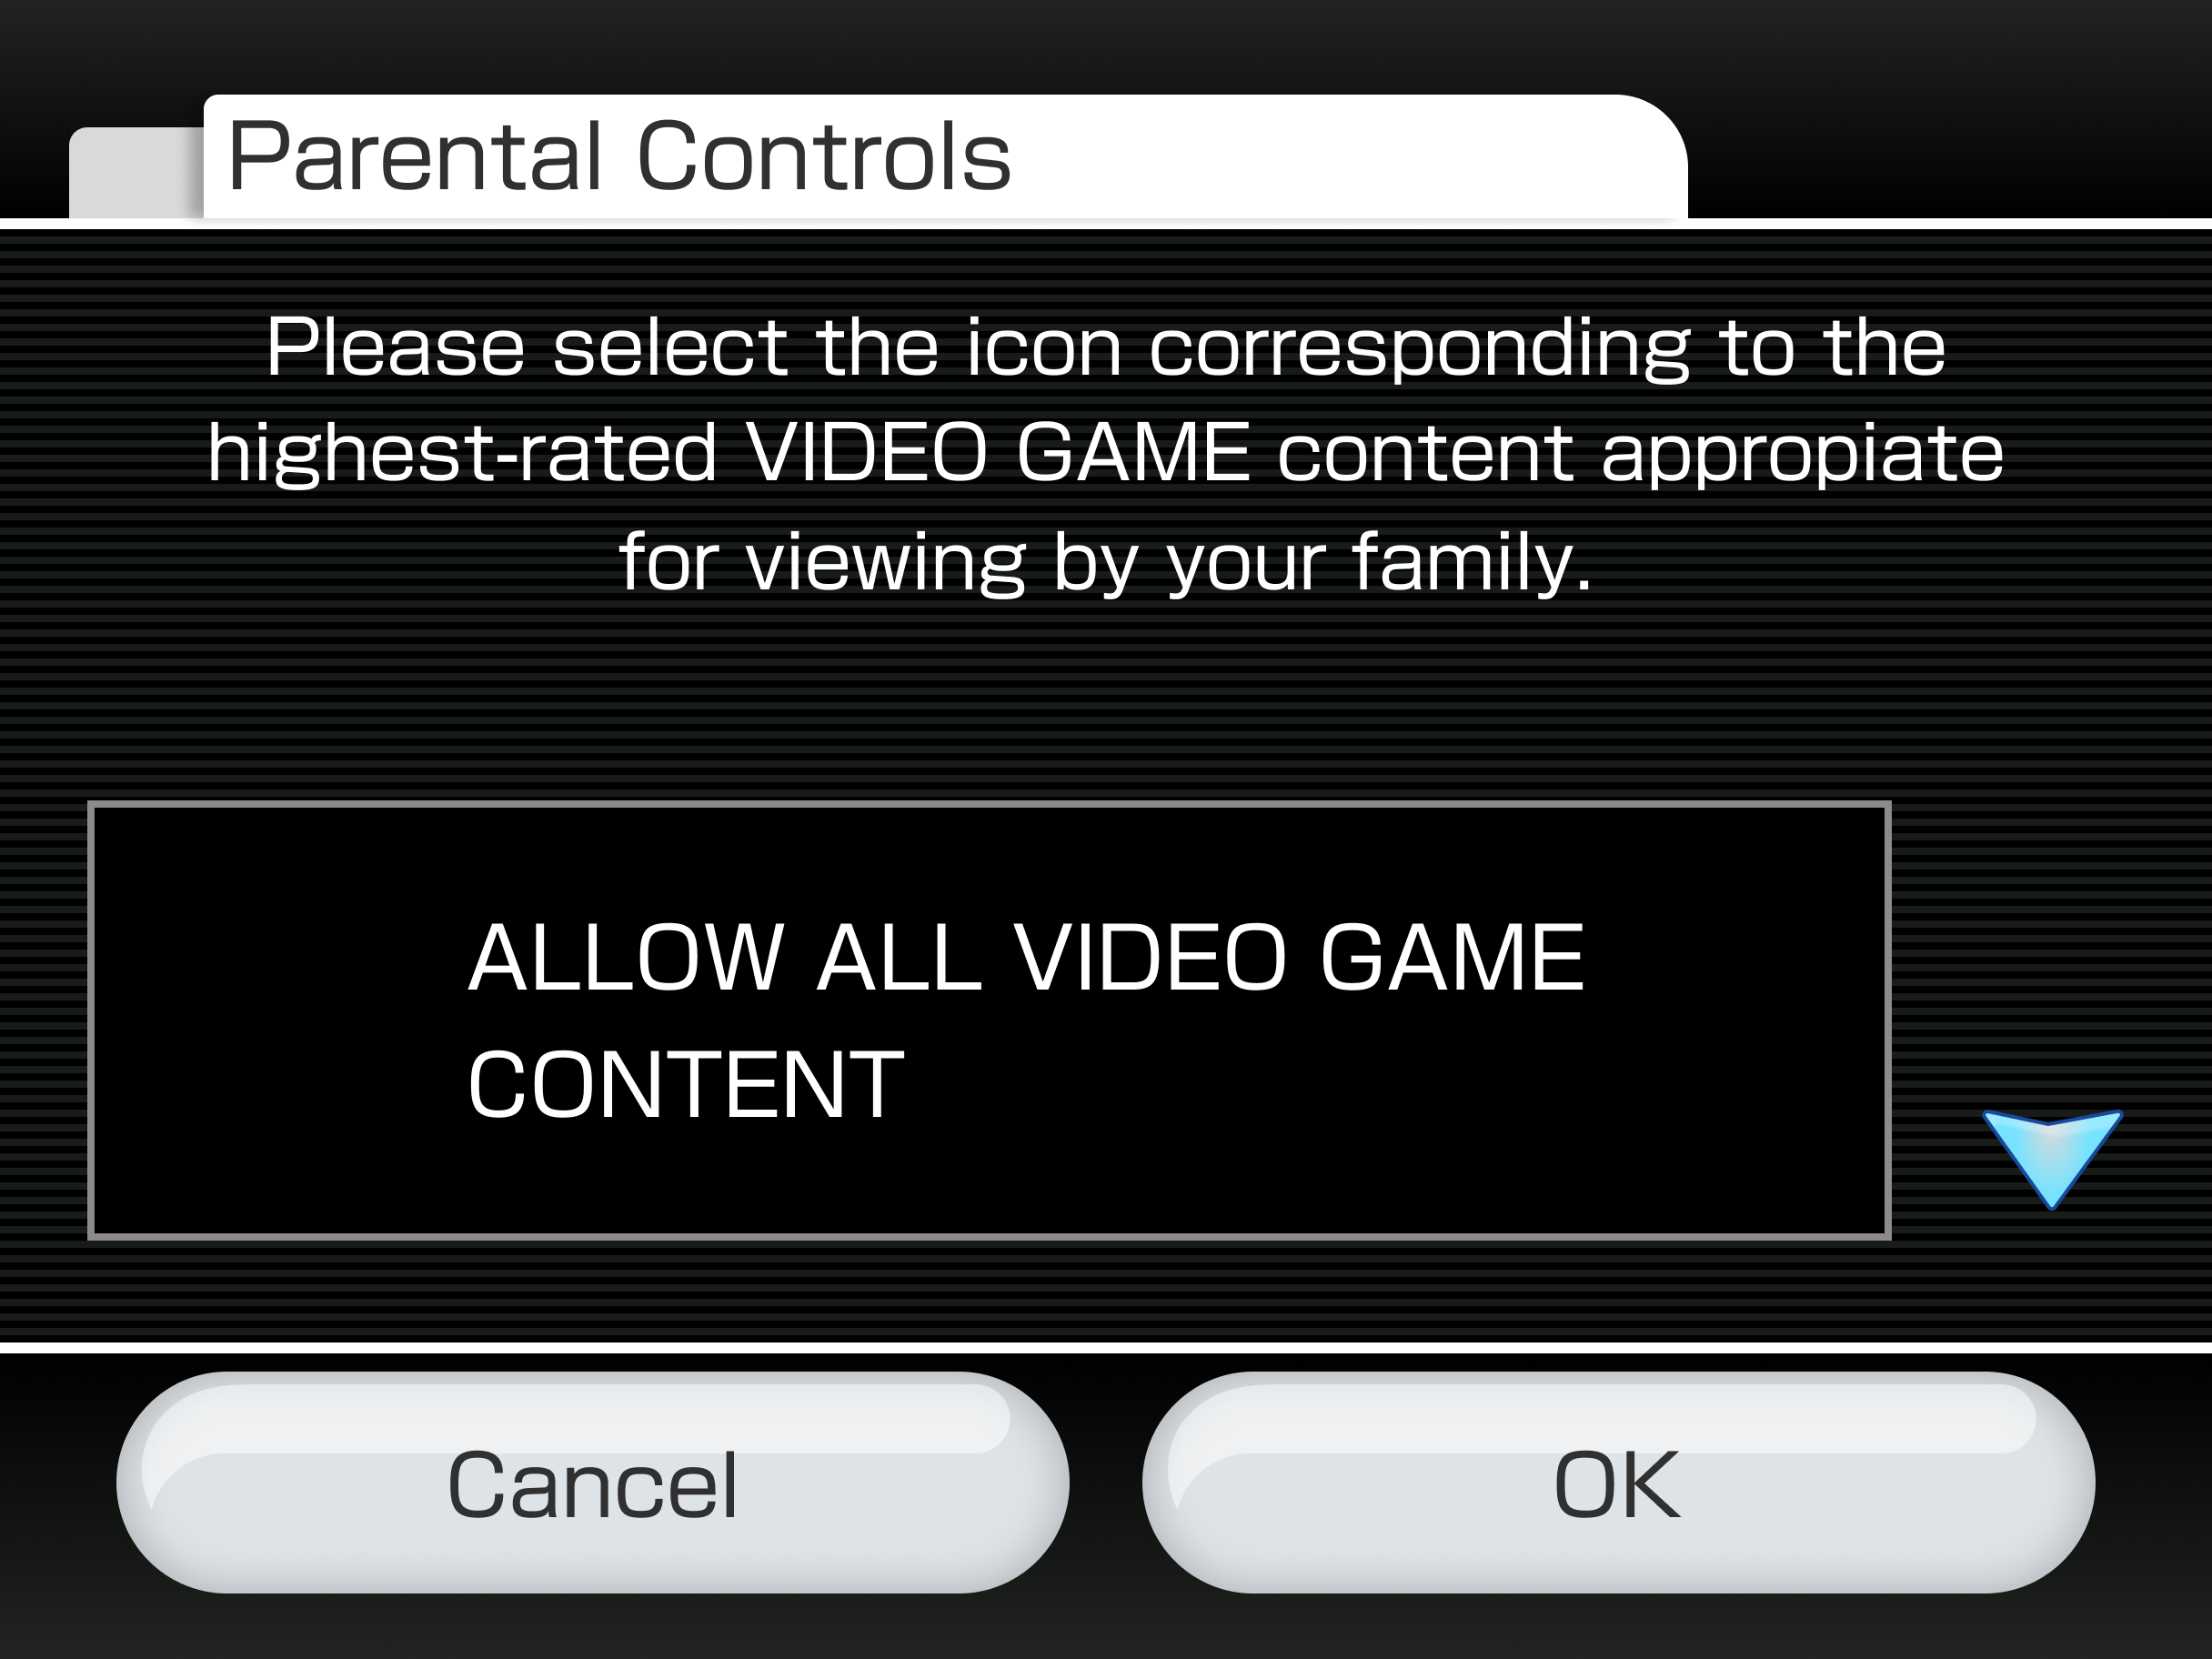 Parental Controls
Please select the icon corresponding to the
highest-rated VIDEO GAME content appropiate
for viewing by your family.
ALLOW ALL VIDEO GAME
CONTENT
Cancel
OK